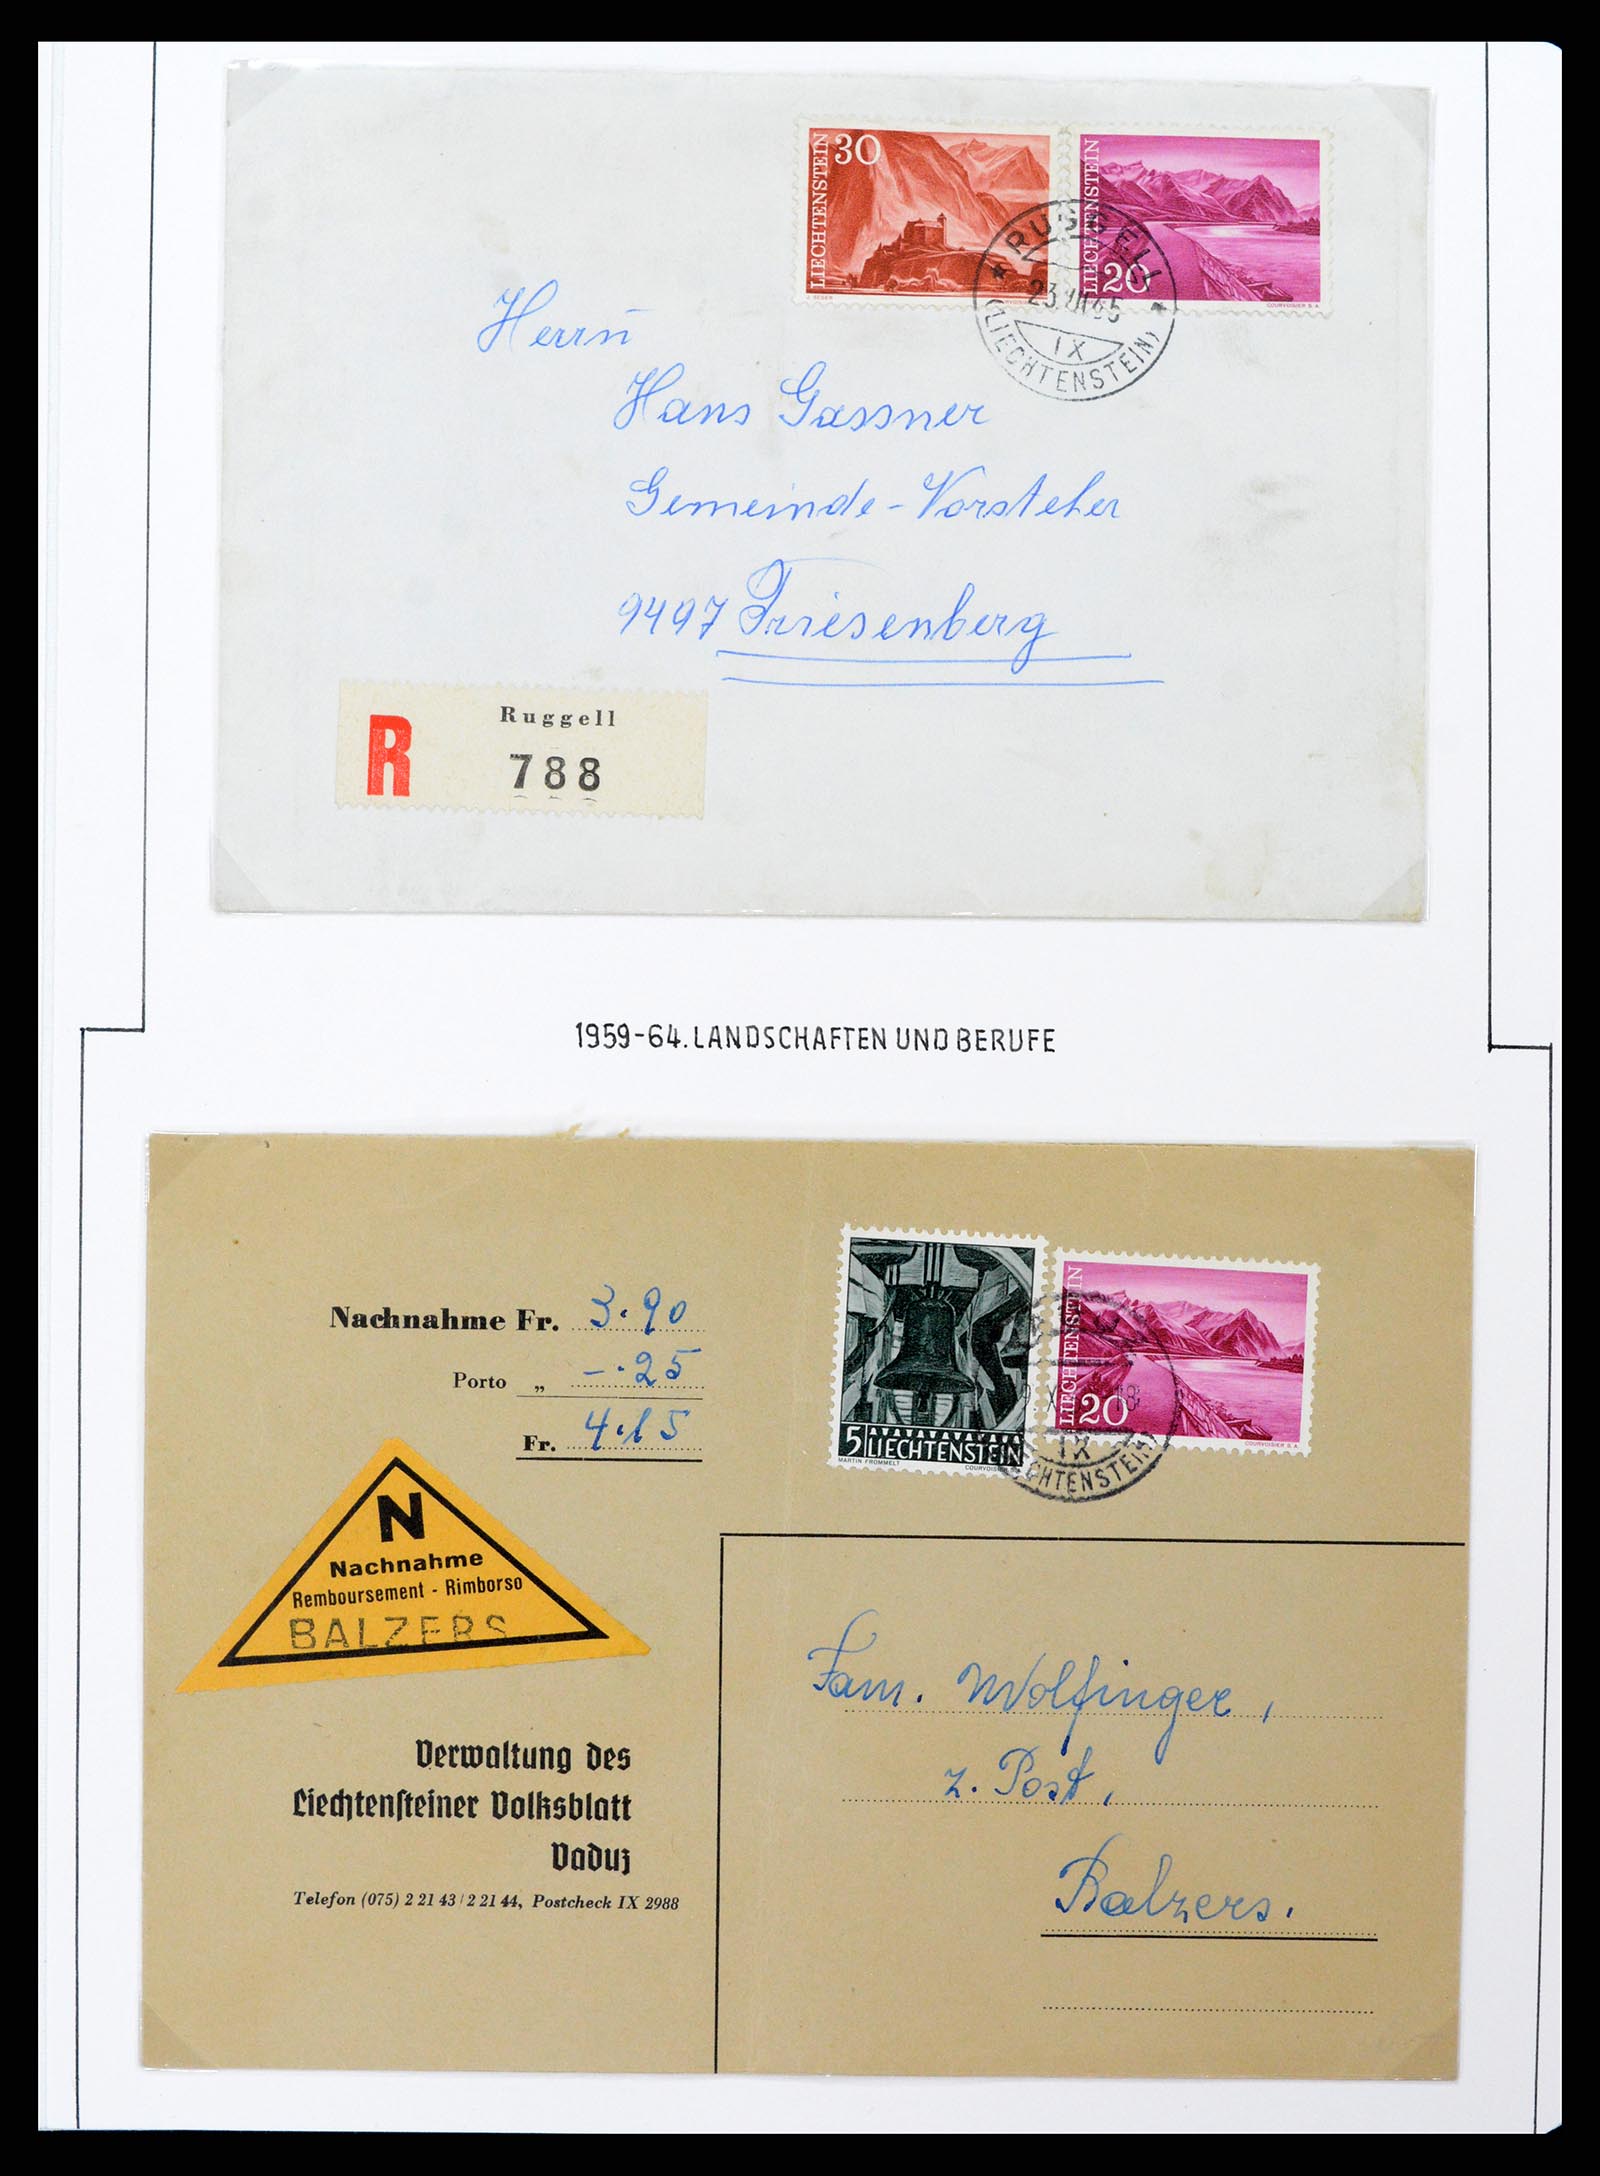 LIECHTENSTEIN 30
J. SEGER
LIECHTENSTEIN 20
COURVOISIER S. A.
RUGGELL
(LIECHTENSTEIN)
IX
Herrn
Hans Gassner
Gemeinde-Vorsteher
9497 Triesenberg
R
Ruggell
788
1959-64. LANDSCHAFTEN UND BERUFE
Nachnahme Fr. 3.90
Porto „ -.25
Fr. 4.15
5 LIECHTENSTEIN
MARTIN FROMMELT
LIECHTENSTEIN 20
COURVOISIER S. A.
IX
N
Nachnahme
Remboursement - Rimborso
BALZERS
Verwaltung des
Liechtensteiner Volksblatt
Vaduz
Telefon (075) 2 21 43 / 2 21 44, Postcheck IX 2988
Fam. Wolfinger,
z. Post,
Balzers.